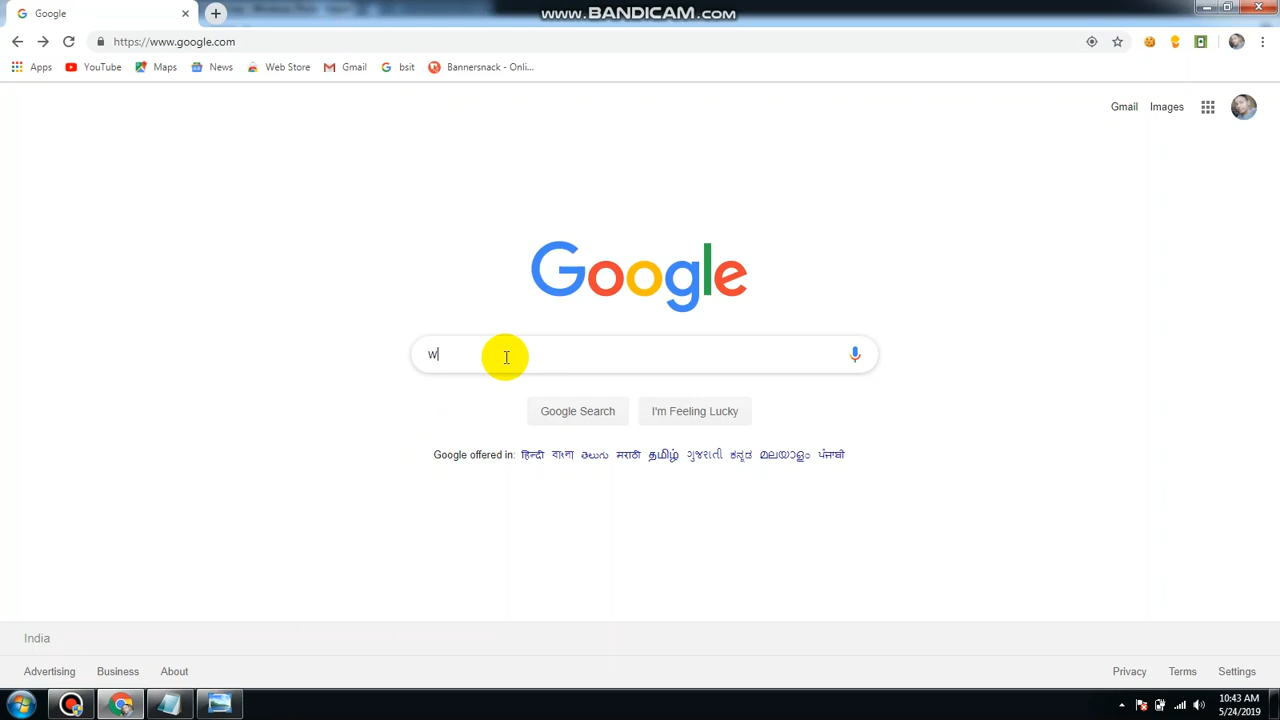 www.BANDICAM.com
Google
https://www.google.com
Apps YouTube Maps News Web Store Gmail bsit Bannersnack - Onli...
Gmail Images
Google
W
Google Search I'm Feeling Lucky
Google offered in: हिन्दी বাংলা తెలుగు मराठी தமிழ் ગુજરાતી ಕನ್ನಡ മലയാളം ਪੰਜਾਬੀ
India
Advertising Business About Privacy Terms Settings
10:43 AM
5/24/2019